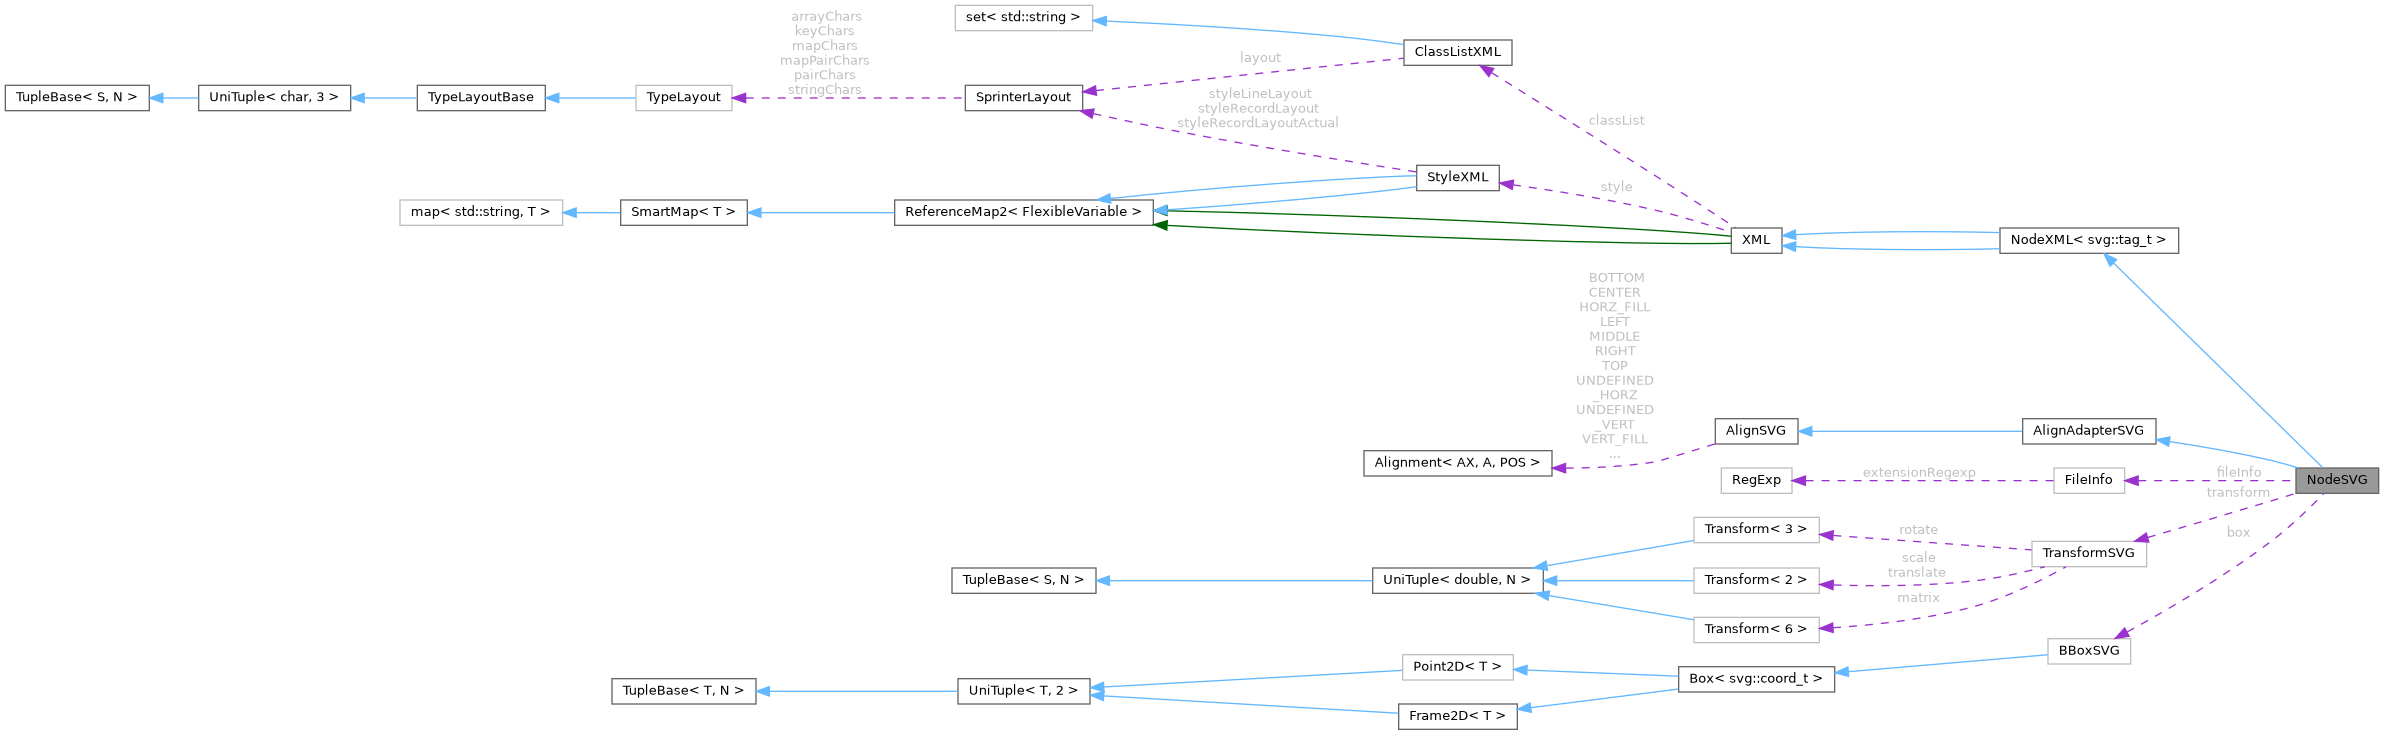 arrayChars
keyChars
mapChars
mapPairChars
pairChars
stringChars
set< std::string >
ClassListXML
layout
TupleBase< S, N >
UniTuple< char, 3 >
TypeLayoutBase
TypeLayout
SprinterLayout
styleLineLayout
styleRecordLayout
styleRecordLayoutActual
classList
StyleXML
style
map< std::string, T >
SmartMap< T >
ReferenceMap2< FlexibleVariable >
XML
NodeXML< svg::tag_t >
BOTTOM
CENTER
HORZ_FILL
LEFT
MIDDLE
RIGHT
TOP
UNDEFINED
_HORZ
UNDEFINED
_VERT
VERT_FILL
...
AlignSVG
AlignAdapterSVG
Alignment< AX, A, POS >
RegExp
extensionRegexp
FileInfo
fileInfo
NodeSVG
transform
Transform< 3 >
rotate
box
TransformSVG
scale
translate
TupleBase< S, N >
UniTuple< double, N >
Transform< 2 >
matrix
Transform< 6 >
BBoxSVG
Point2D< T >
Box< svg::coord_t >
TupleBase< T, N >
UniTuple< T, 2 >
Frame2D< T >